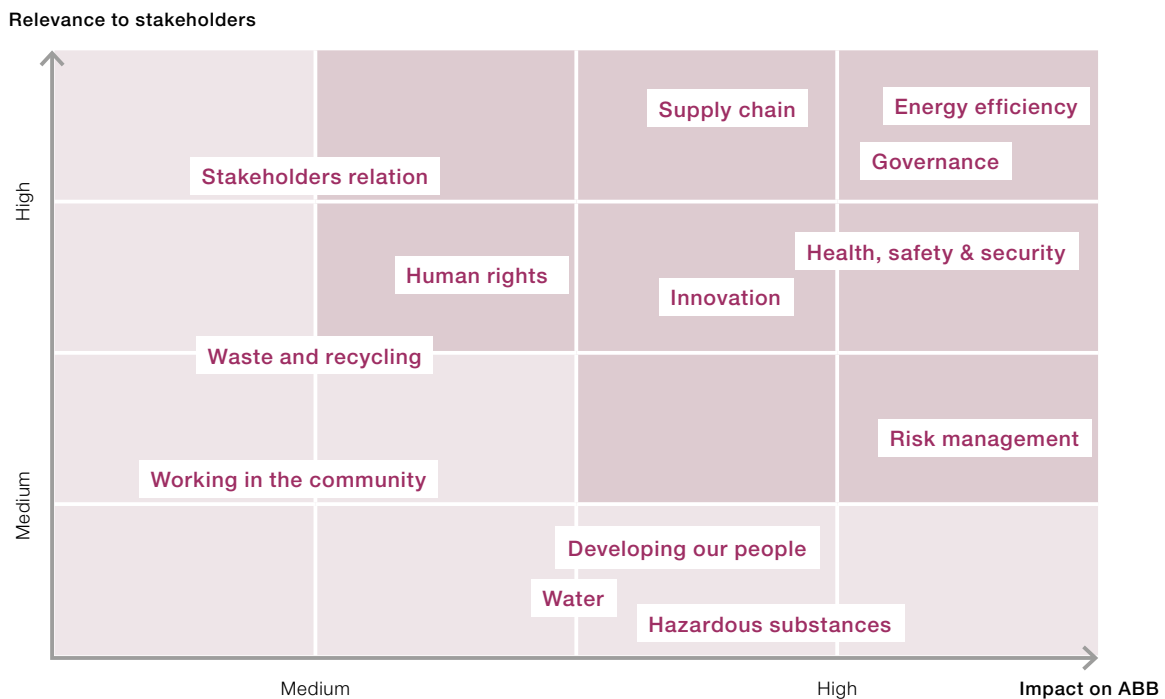 Relevance to stakeholders
Supply chain
Energy efficiency
Governance
Stakeholders relation
High
Health, safety & security
Human rights
Innovation
Waste and recycling
Risk management
Working in the community
Medium
Developing our people
Water
Hazardous substances
Medium
High
Impact on ABB